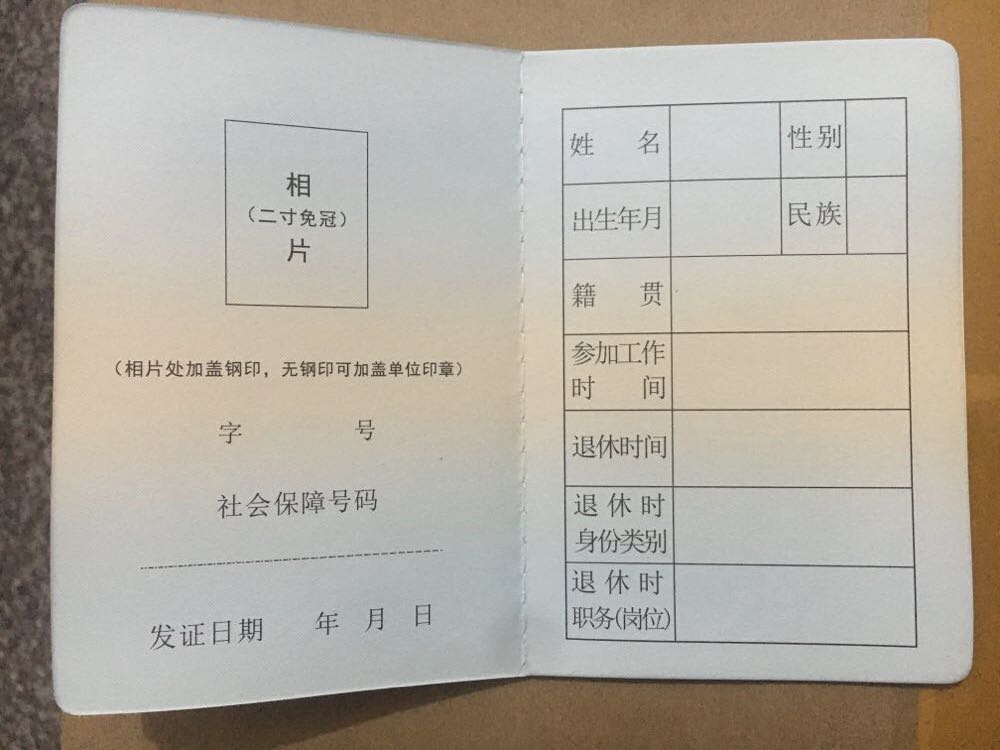 相
（二寸免冠）
片
（相片处加盖钢印，无钢印可加盖单位印章）
字 号
社会保障号码
发证日期 年 月 日
姓 名 性别
出生年月 民族
籍 贯
参加工作
时 间
退休时间
退休时
身份类别
退休时
职务(岗位)